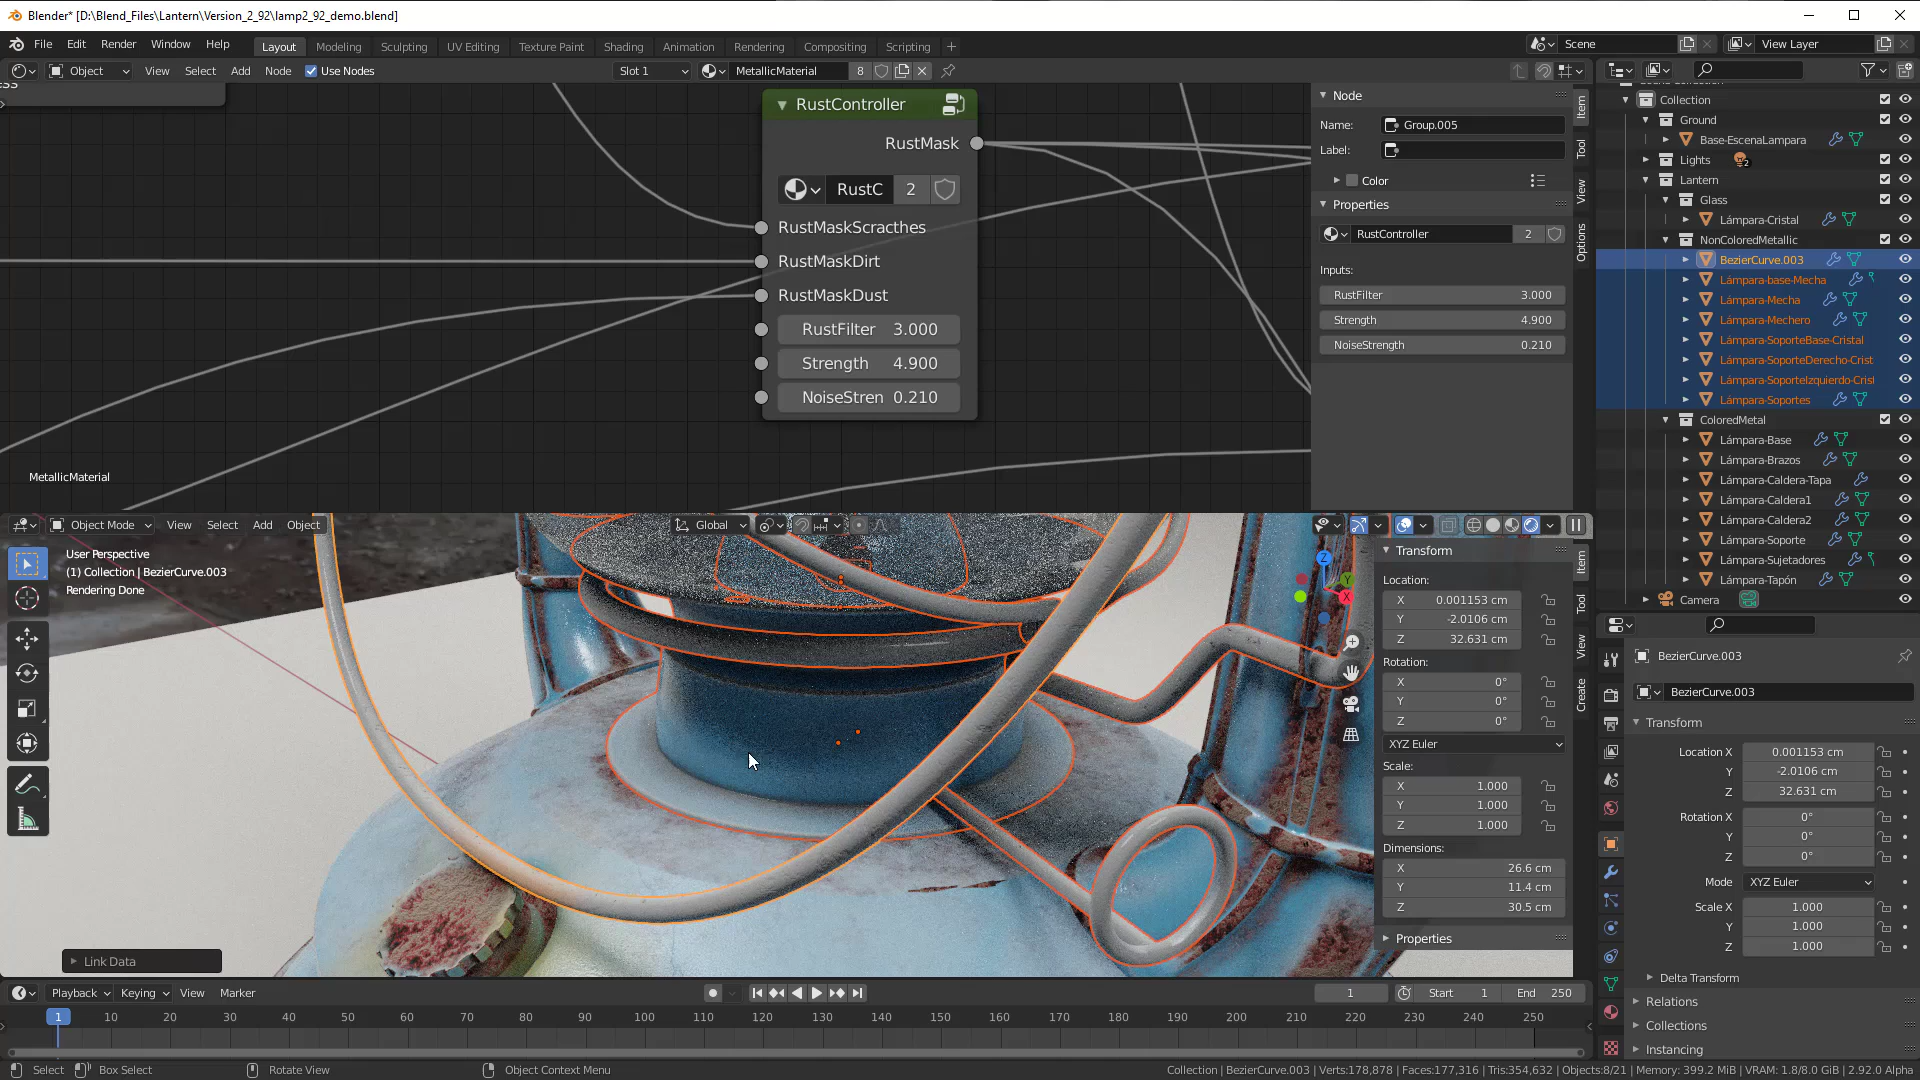 Blender* [D:\Blend_Files\Lantern\Version_2_92\lamp2_92_demo.blend]
File Edit Render Window Help Layout Modeling Sculpting UV Editing Texture Paint Shading Animation Rendering Compositing Scripting + Scene View Layer
Object View Select Add Node Use Nodes Slot 1 MetallicMaterial 8
RustController
RustMask
RustC 2
RustMaskScracthes
RustMaskDirt
RustMaskDust
RustFilter 3.000
Strength 4.900
NoiseStren 0.210
MetallicMaterial
Node
Name: Group.005
Label:
Color
Properties
RustController 2
Inputs:
RustFilter 3.000
Strength 4.900
NoiseStrength 0.210
Item
Tool
View
Options
Collection
Ground
Base-EscenaLampara
Lights 2
Lantern
Glass
Lámpara-Cristal
NonColoredMetallic
BezierCurve.003
Lámpara-base-Mecha
Lámpara-Mecha
Lámpara-Mechero
Lámpara-SoporteBase-Cristal
Lámpara-SoporteDerecho-Crist
Lámpara-SoporteIzquierdo-Crist
Lámpara-Soportes
ColoredMetal
Lámpara-Base
Lámpara-Brazos
Lámpara-Caldera-Tapa
Lámpara-Caldera1
Lámpara-Caldera2
Lámpara-Soporte
Lámpara-Sujetadores
Lámpara-Tapón
Camera
Object Mode View Select Add Object Global
User Perspective
(1) Collection | BezierCurve.003
Rendering Done
Z
Y
X
Link Data
Transform
Location:
X 0.001153 cm
Y -2.0106 cm
Z 32.631 cm
Rotation:
X 0°
Y 0°
Z 0°
XYZ Euler
Scale:
X 1.000
Y 1.000
Z 1.000
Dimensions:
X 26.6 cm
Y 11.4 cm
Z 30.5 cm
Properties
Item
Tool
View
Create
BezierCurve.003
BezierCurve.003
Transform
Location X 0.001153 cm
Y -2.0106 cm
Z 32.631 cm
Rotation X 0°
Y 0°
Z 0°
Mode XYZ Euler
Scale X 1.000
Y 1.000
Z 1.000
Delta Transform
Relations
Collections
Instancing
Playback Keying View Marker 1 Start 1 End 250
1 10 20 30 40 50 60 70 80 90 100 110 120 130 140 150 160 170 180 190 200 210 220 230 240 250
Select Box Select Rotate View Object Context Menu Collection | BezierCurve.003 | Verts:178,878 | Faces:177,316 | Tris:354,632 | Objects:8/21 | Memory: 399.2 MiB | VRAM: 1.8/8.0 GiB | 2.92.0 Alpha